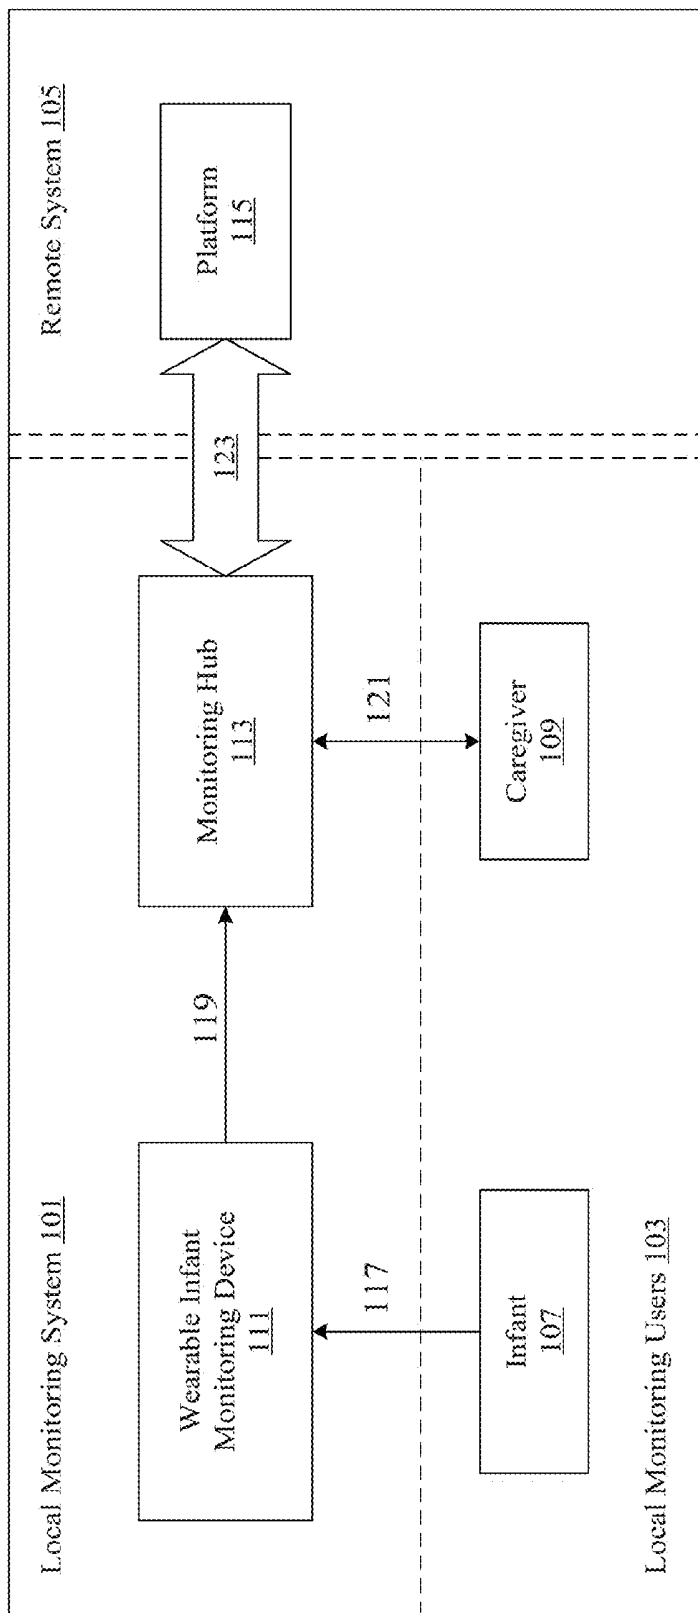 Local Monitoring System 101
Remote System 105
Wearable Infant
Monitoring Device
111
119
Monitoring Hub
113
123
Platform
115
117
121
Infant
107
Caregiver
109
Local Monitoring Users 103